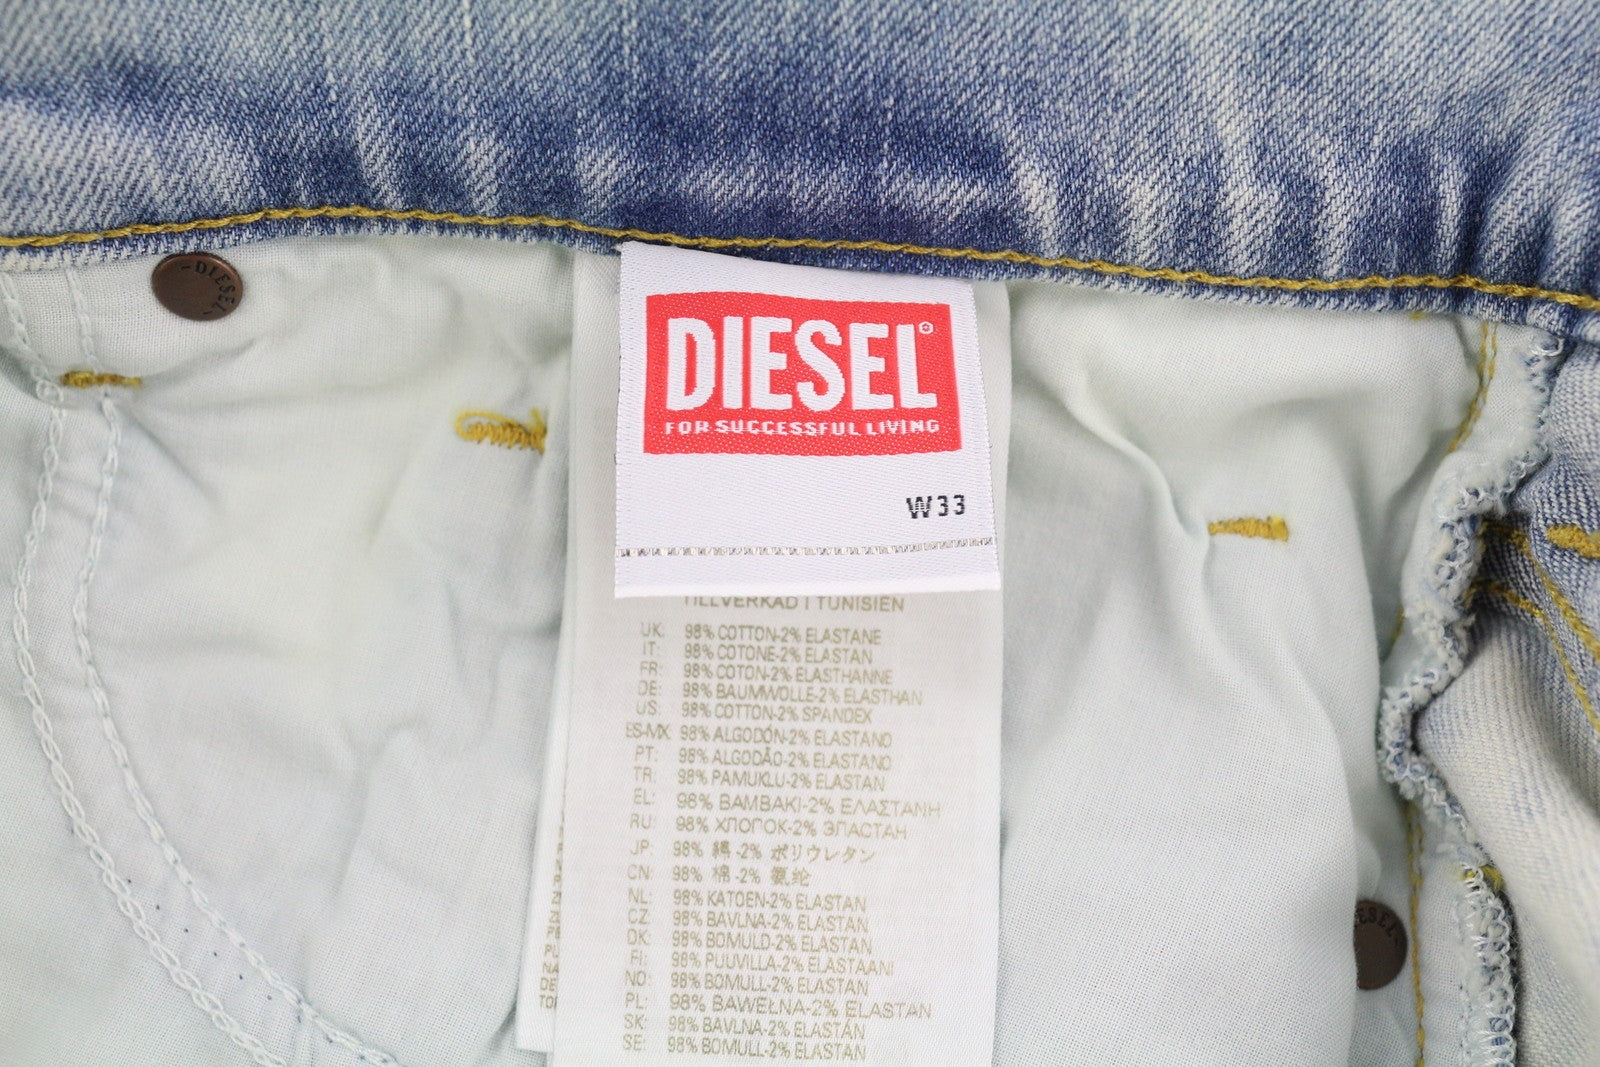 -DIESEL-
DIESEL
FOR SUCCESSFUL LIVING
W33
TILLVERKAD I TUNISIEN
UK: 98% COTTON-2% ELASTANE
IT: 98% COTONE-2% ELASTAN
FR: 98% COTON-2% ELASTHANNE
DE: 98% BAUMWOLLE-2% ELASTHAN
US: 98% COTTON-2% SPANDEX
ES-MX: 98% ALGODÓN-2% ELASTANO
PT: 98% ALGODÃO-2% ELASTANO
TR: 98% PAMUKLU-2% ELASTAN
EL: 98% BAMBAKI-2% ΕΛΑΣΤΑΝΗ
RU: 98% ХЛОПОК-2% ЭЛАСТАН
JP: 98% 綿 -2% ポリウレタン
CN: 98% 棉 -2% 氨纶
NL: 98% KATOEN-2% ELASTAN
CZ: 98% BAVLNA-2% ELASTAN
DK: 98% BOMULD-2% ELASTAN
FI: 98% PUUVILLA-2% ELASTAANI
NO: 98% BOMULL-2% ELASTAN
PL: 98% BAWEŁNA-2% ELASTAN
SK: 98% BAVLNA-2% ELASTÁN
SE: 98% BOMULL-2% ELASTAN